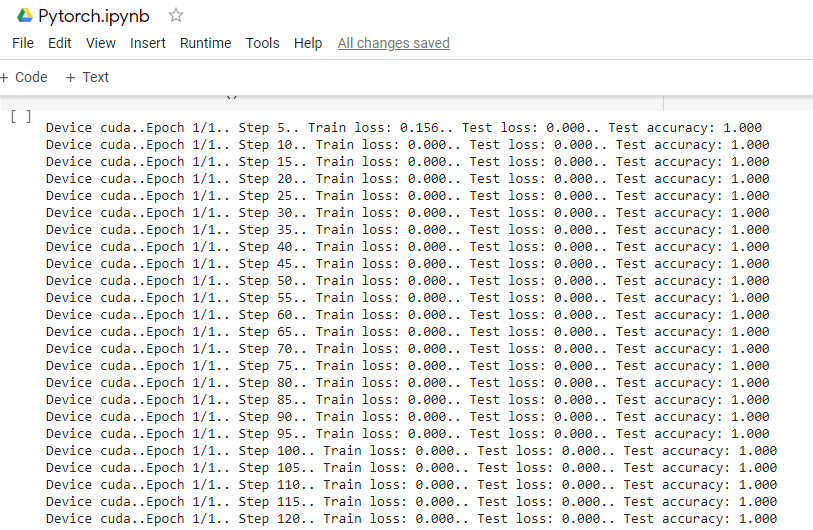 Pytorch.ipynb
File Edit View Insert Runtime Tools Help All changes saved
+ Code + Text
[ ]
Device cuda..Epoch 1/1.. Step 5.. Train loss: 0.156.. Test loss: 0.000.. Test accuracy: 1.000
Device cuda..Epoch 1/1.. Step 10.. Train loss: 0.000.. Test loss: 0.000.. Test accuracy: 1.000
Device cuda..Epoch 1/1.. Step 15.. Train loss: 0.000.. Test loss: 0.000.. Test accuracy: 1.000
Device cuda..Epoch 1/1.. Step 20.. Train loss: 0.000.. Test loss: 0.000.. Test accuracy: 1.000
Device cuda..Epoch 1/1.. Step 25.. Train loss: 0.000.. Test loss: 0.000.. Test accuracy: 1.000
Device cuda..Epoch 1/1.. Step 30.. Train loss: 0.000.. Test loss: 0.000.. Test accuracy: 1.000
Device cuda..Epoch 1/1.. Step 35.. Train loss: 0.000.. Test loss: 0.000.. Test accuracy: 1.000
Device cuda..Epoch 1/1.. Step 40.. Train loss: 0.000.. Test loss: 0.000.. Test accuracy: 1.000
Device cuda..Epoch 1/1.. Step 45.. Train loss: 0.000.. Test loss: 0.000.. Test accuracy: 1.000
Device cuda..Epoch 1/1.. Step 50.. Train loss: 0.000.. Test loss: 0.000.. Test accuracy: 1.000
Device cuda..Epoch 1/1.. Step 55.. Train loss: 0.000.. Test loss: 0.000.. Test accuracy: 1.000
Device cuda..Epoch 1/1.. Step 60.. Train loss: 0.000.. Test loss: 0.000.. Test accuracy: 1.000
Device cuda..Epoch 1/1.. Step 65.. Train loss: 0.000.. Test loss: 0.000.. Test accuracy: 1.000
Device cuda..Epoch 1/1.. Step 70.. Train loss: 0.000.. Test loss: 0.000.. Test accuracy: 1.000
Device cuda..Epoch 1/1.. Step 75.. Train loss: 0.000.. Test loss: 0.000.. Test accuracy: 1.000
Device cuda..Epoch 1/1.. Step 80.. Train loss: 0.000.. Test loss: 0.000.. Test accuracy: 1.000
Device cuda..Epoch 1/1.. Step 85.. Train loss: 0.000.. Test loss: 0.000.. Test accuracy: 1.000
Device cuda..Epoch 1/1.. Step 90.. Train loss: 0.000.. Test loss: 0.000.. Test accuracy: 1.000
Device cuda..Epoch 1/1.. Step 95.. Train loss: 0.000.. Test loss: 0.000.. Test accuracy: 1.000
Device cuda..Epoch 1/1.. Step 100.. Train loss: 0.000.. Test loss: 0.000.. Test accuracy: 1.000
Device cuda..Epoch 1/1.. Step 105.. Train loss: 0.000.. Test loss: 0.000.. Test accuracy: 1.000
Device cuda..Epoch 1/1.. Step 110.. Train loss: 0.000.. Test loss: 0.000.. Test accuracy: 1.000
Device cuda..Epoch 1/1.. Step 115.. Train loss: 0.000.. Test loss: 0.000.. Test accuracy: 1.000
Device cuda..Epoch 1/1.. Step 120.. Train loss: 0.000.. Test loss: 0.000.. Test accuracy: 1.000